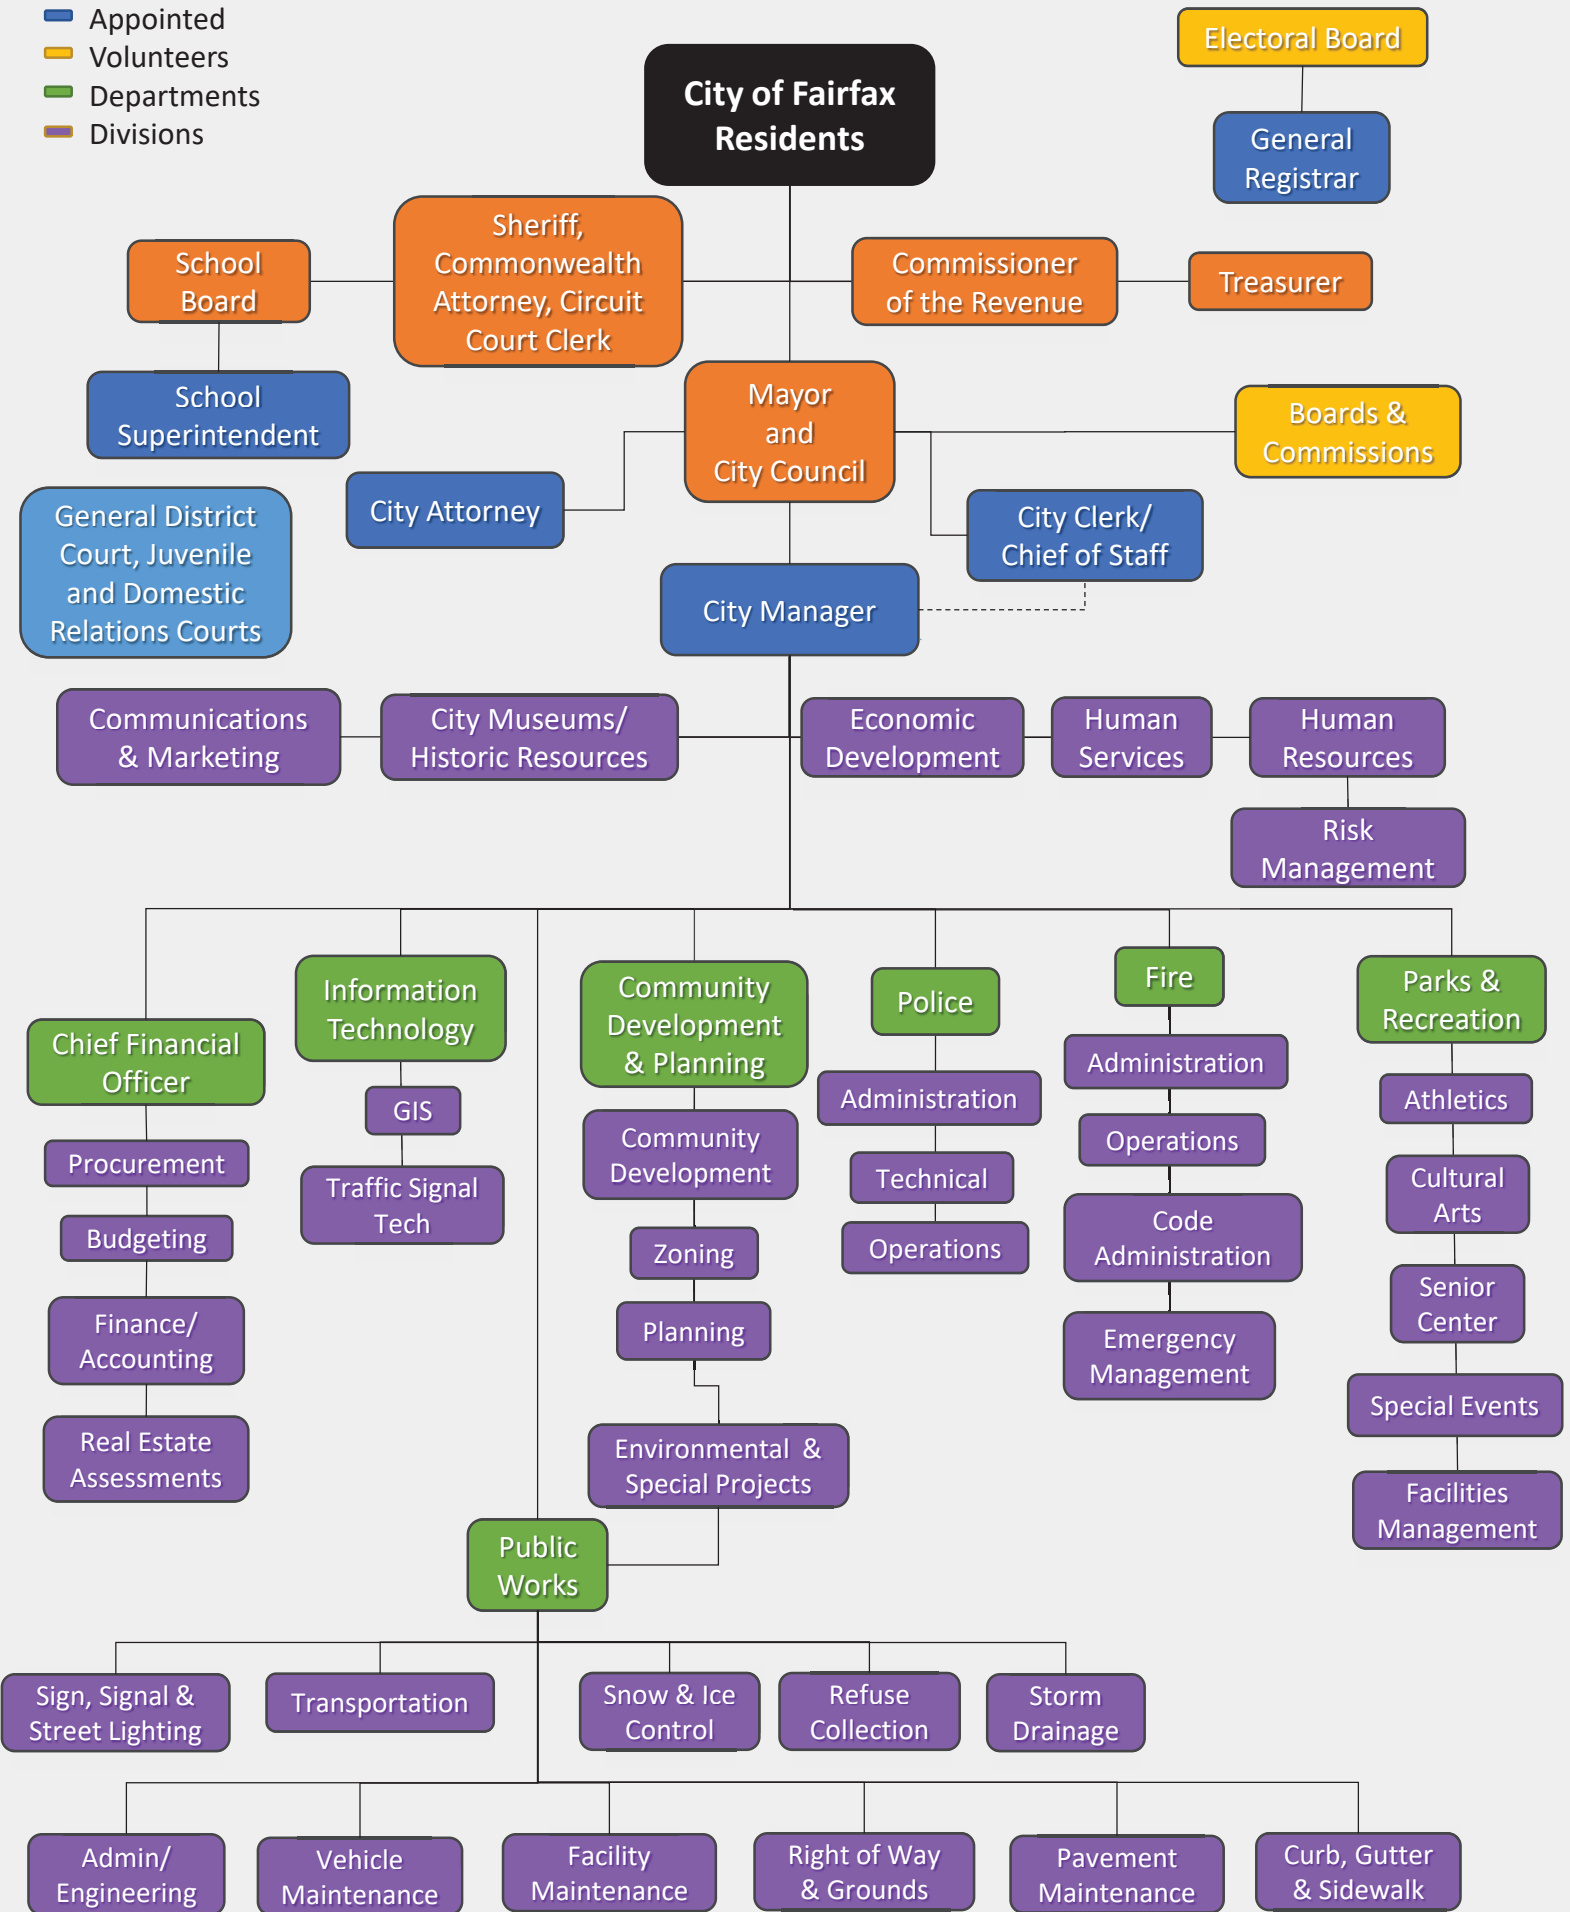 Appointed
Volunteers
Departments
Divisions
City of Fairfax
Residents
Electoral Board
General
Registrar
School
Board
Sheriff,
Commonwealth
Attorney, Circuit
Court Clerk
Commissioner
of the Revenue
Treasurer
School
Superintendent
Mayor
and
City Council
Boards &
Commissions
City Attorney
City Clerk/
Chief of Staff
General District
Court, Juvenile
and Domestic
Relations Courts
City Manager
Communications
& Marketing
City Museums/
Historic Resources
Economic
Development
Human
Services
Human
Resources
Risk
Management
Chief Financial
Officer
Procurement
Budgeting
Finance/
Accounting
Real Estate
Assessments
Information
Technology
GIS
Traffic Signal
Tech
Community
Development
& Planning
Community
Development
Zoning
Planning
Environmental &
Special Projects
Police
Administration
Technical
Operations
Fire
Administration
Operations
Code
Administration
Emergency
Management
Parks &
Recreation
Athletics
Cultural
Arts
Senior
Center
Special Events
Facilities
Management
Public
Works
Sign, Signal &
Street Lighting
Transportation
Snow & Ice
Control
Refuse
Collection
Storm
Drainage
Admin/
Engineering
Vehicle
Maintenance
Facility
Maintenance
Right of Way
& Grounds
Pavement
Maintenance
Curb, Gutter
& Sidewalk